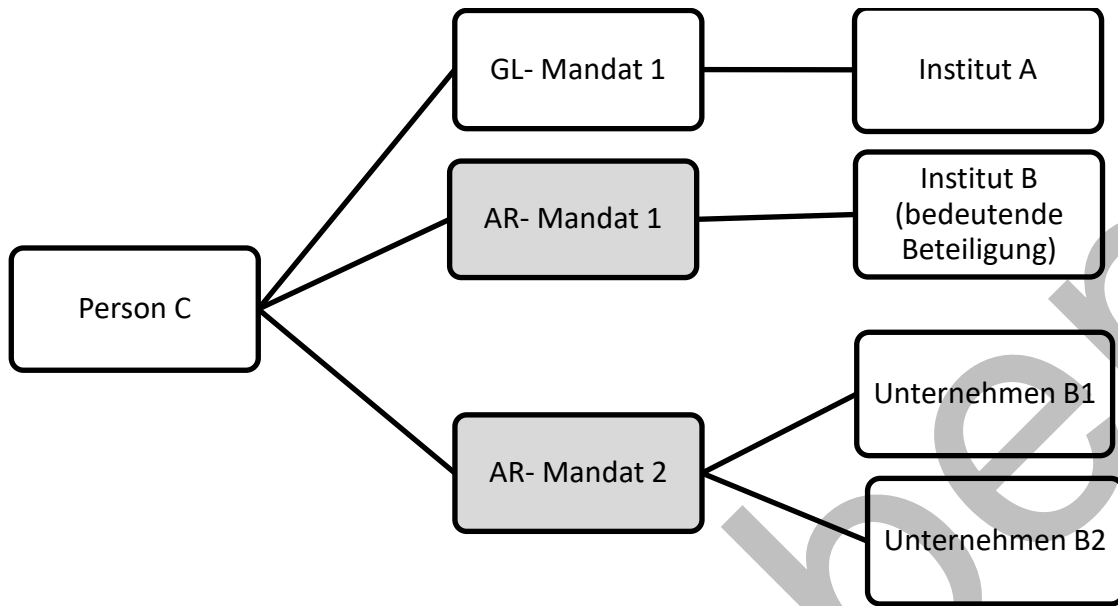 GL- Mandat 1
Institut A
AR- Mandat 1
Institut B
(bedeutende
Beteiligung)
Person C
AR- Mandat 2
Unternehmen B1
Unternehmen B2